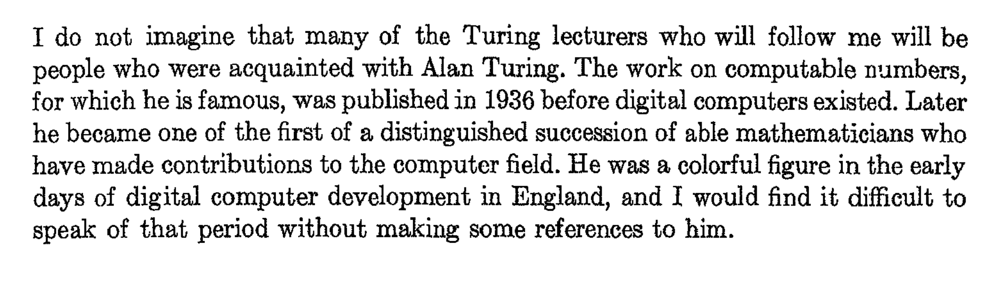 I do not imagine that many of the Turing lecturers who will follow me will be
people who were acquainted with Alan Turing. The work on computable numbers,
for which he is famous, was published in 1936 before digital computers existed. Later
he became one of the first of a distinguished succession of able mathematicians who
have made contributions to the computer field. He was a colorful figure in the early
days of digital computer development in England, and I would find it difficult to
speak of that period without making some references to him.